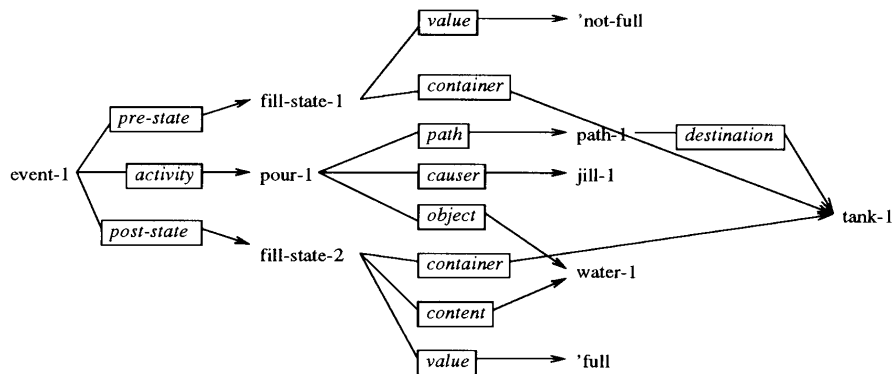 value
'not-full
fill-state-1
container
pre-state
path
path-1
destination
event-1
activity
pour-1
causer
jill-1
object
tank-1
post-state
fill-state-2
container
water-1
content
value
'full